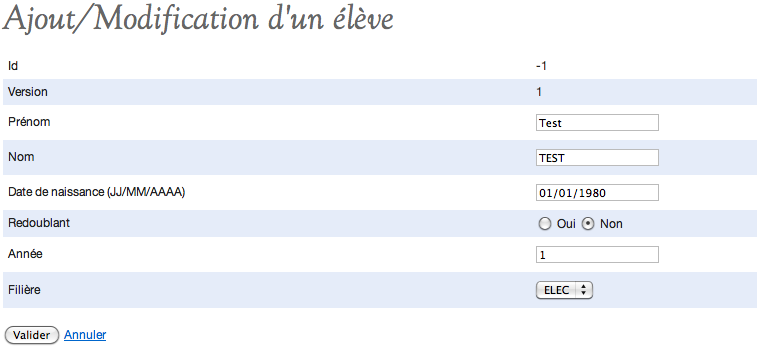 Ajout/Modification d'un élève
Id -1
Version 1
Prénom Test
Nom TEST
Date de naissance (JJ/MM/AAAA) 01/01/1980
Redoublant Oui Non
Année 1
Filière ELEC
Valider Annuler